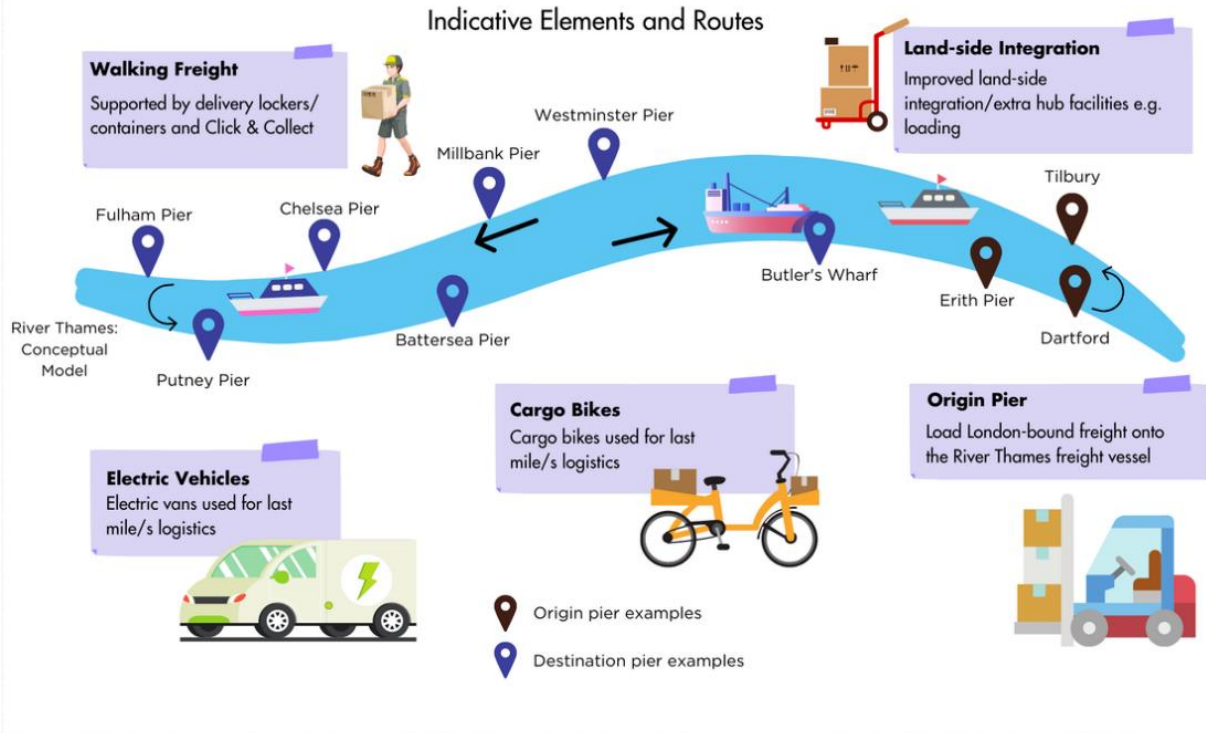 Indicative Elements and Routes
Walking Freight
Supported by delivery lockers/
containers and Click & Collect
Land-side Integration
Improved land-side
integration/extra hub facilities e.g.
loading
Westminster Pier
Millbank Pier
Tilbury
Chelsea Pier
Fulham Pier
Butler's Wharf
Erith Pier
River Thames:
Conceptual
Model
Battersea Pier
Dartford
Putney Pier
Origin Pier
Load London-bound freight onto
the River Thames freight vessel
Cargo Bikes
Cargo bikes used for last
mile/s logistics
Electric Vehicles
Electric vans used for last
mile/s logistics
Origin pier examples
Destination pier examples